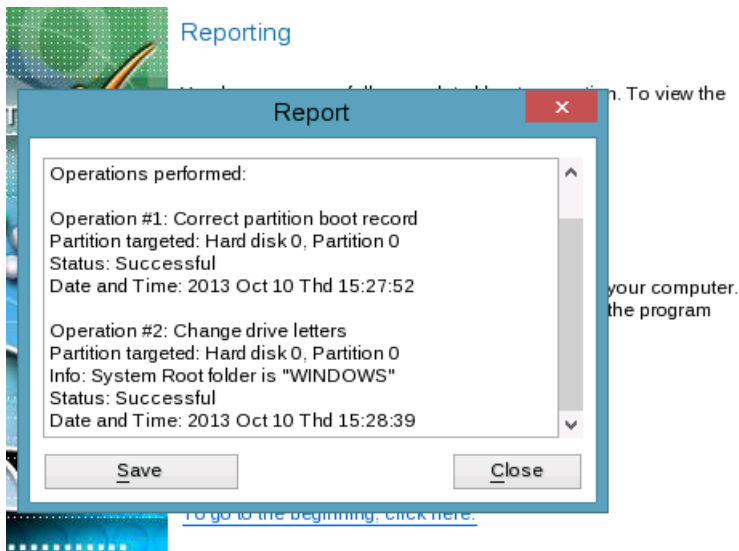 Reporting
n. To view the
Report
Operations performed:
Operation #1: Correct partition boot record
Partition targeted: Hard disk 0, Partition 0
Status: Successful
Date and Time: 2013 Oct 10 Thd 15:27:52
your computer.
the program
Operation #2: Change drive letters
Partition targeted: Hard disk 0, Partition 0
Info: System Root folder is "WINDOWS"
Status: Successful
Date and Time: 2013 Oct 10 Thd 15:28:39
Save
Close
To go to the beginning, click here.